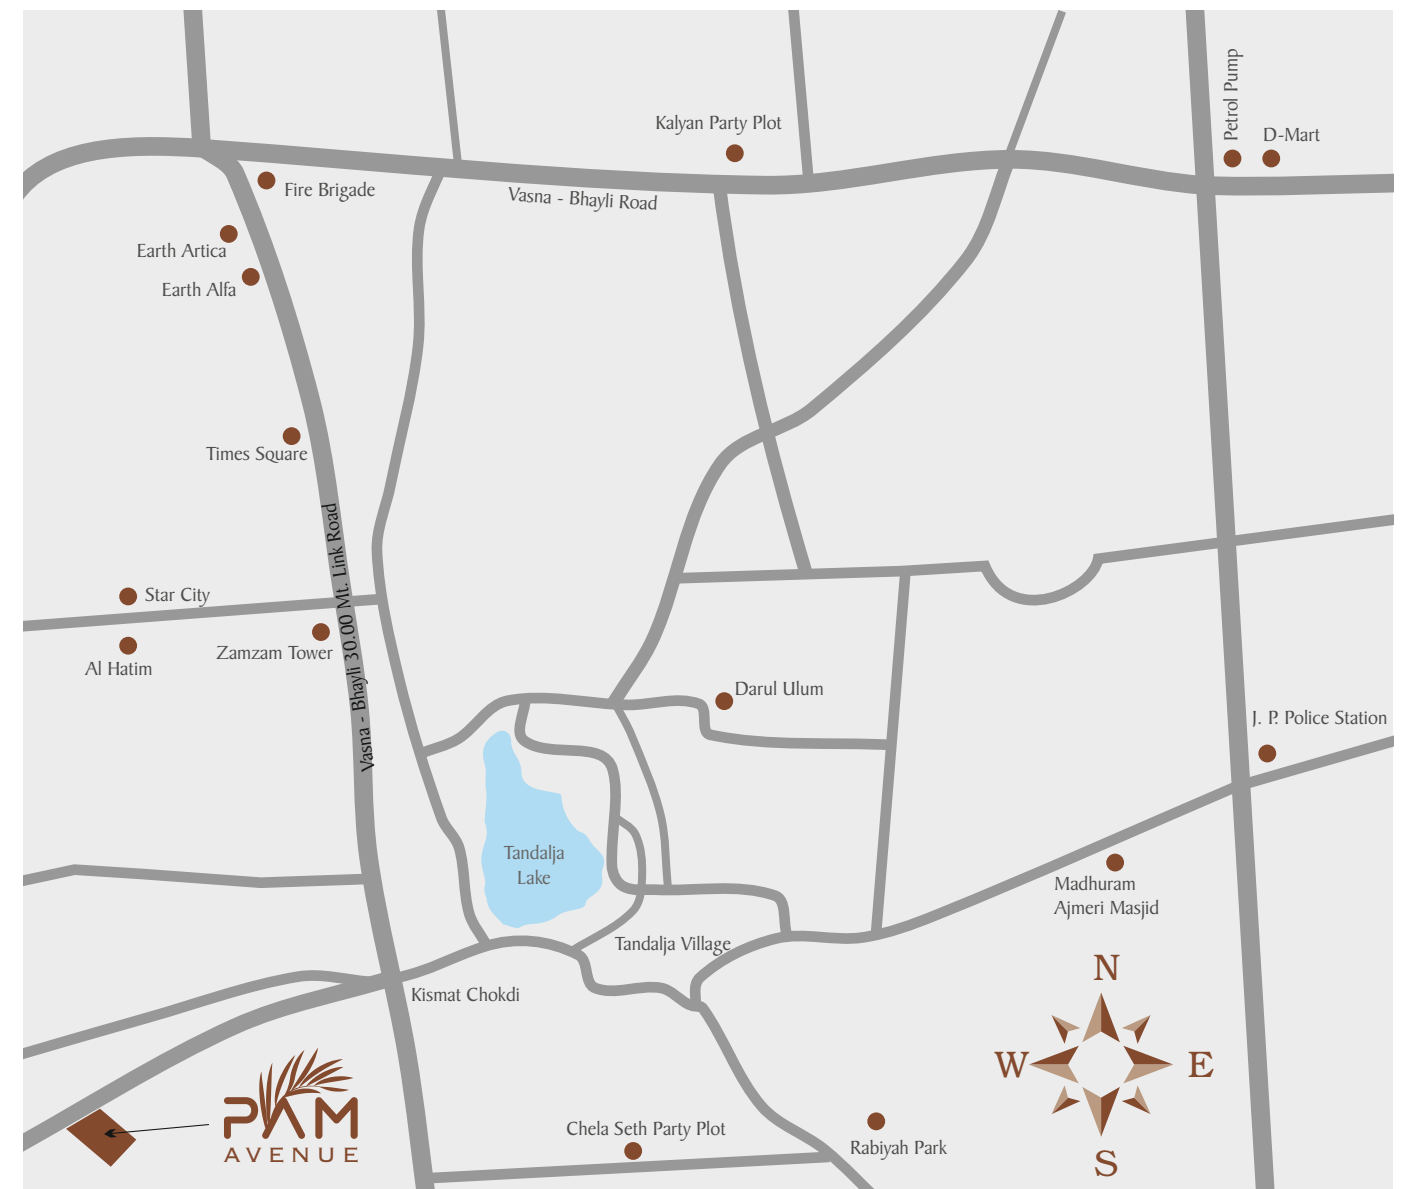 Petrol Pump
Kalyan Party Plot
D-Mart
Fire Brigade
Vasna - Bhayli Road
Earth Artica
Earth Alfa
Times Square
Vasna - Bhayli 30.00 Mt. Link Road
Star City
Zamzam Tower
Al Hatim
Darul Ulum
J. P. Police Station
Tandalja
Lake
Madhuram
Ajmeri Masjid
Tandalja Village
N
Kismat Chokdi
W
E
PAM
AVENUE
Chela Seth Party Plot
Rabiyah Park
S